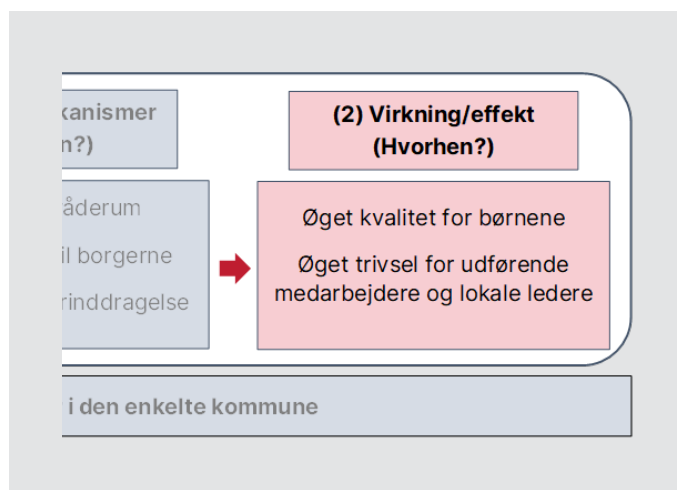 kanismer
n?)
åderum
il borgerne
rinddragelse
(2) Virkning/effekt
(Hvorhen?)
Øget kvalitet for børnene
Øget trivsel for udførende
medarbejdere og lokale ledere
i den enkelte kommune